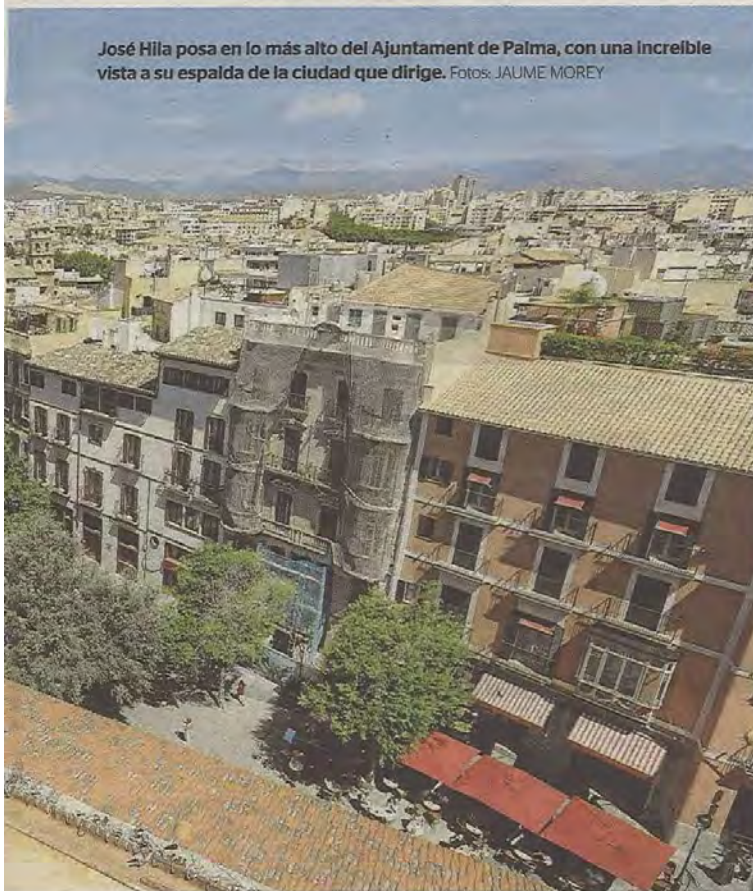 José Hila posa en lo más alto del Ajuntament de Palma, con una increíble
vista a su espalda de la ciudad que dirige. Fotos: JAUME MOREY